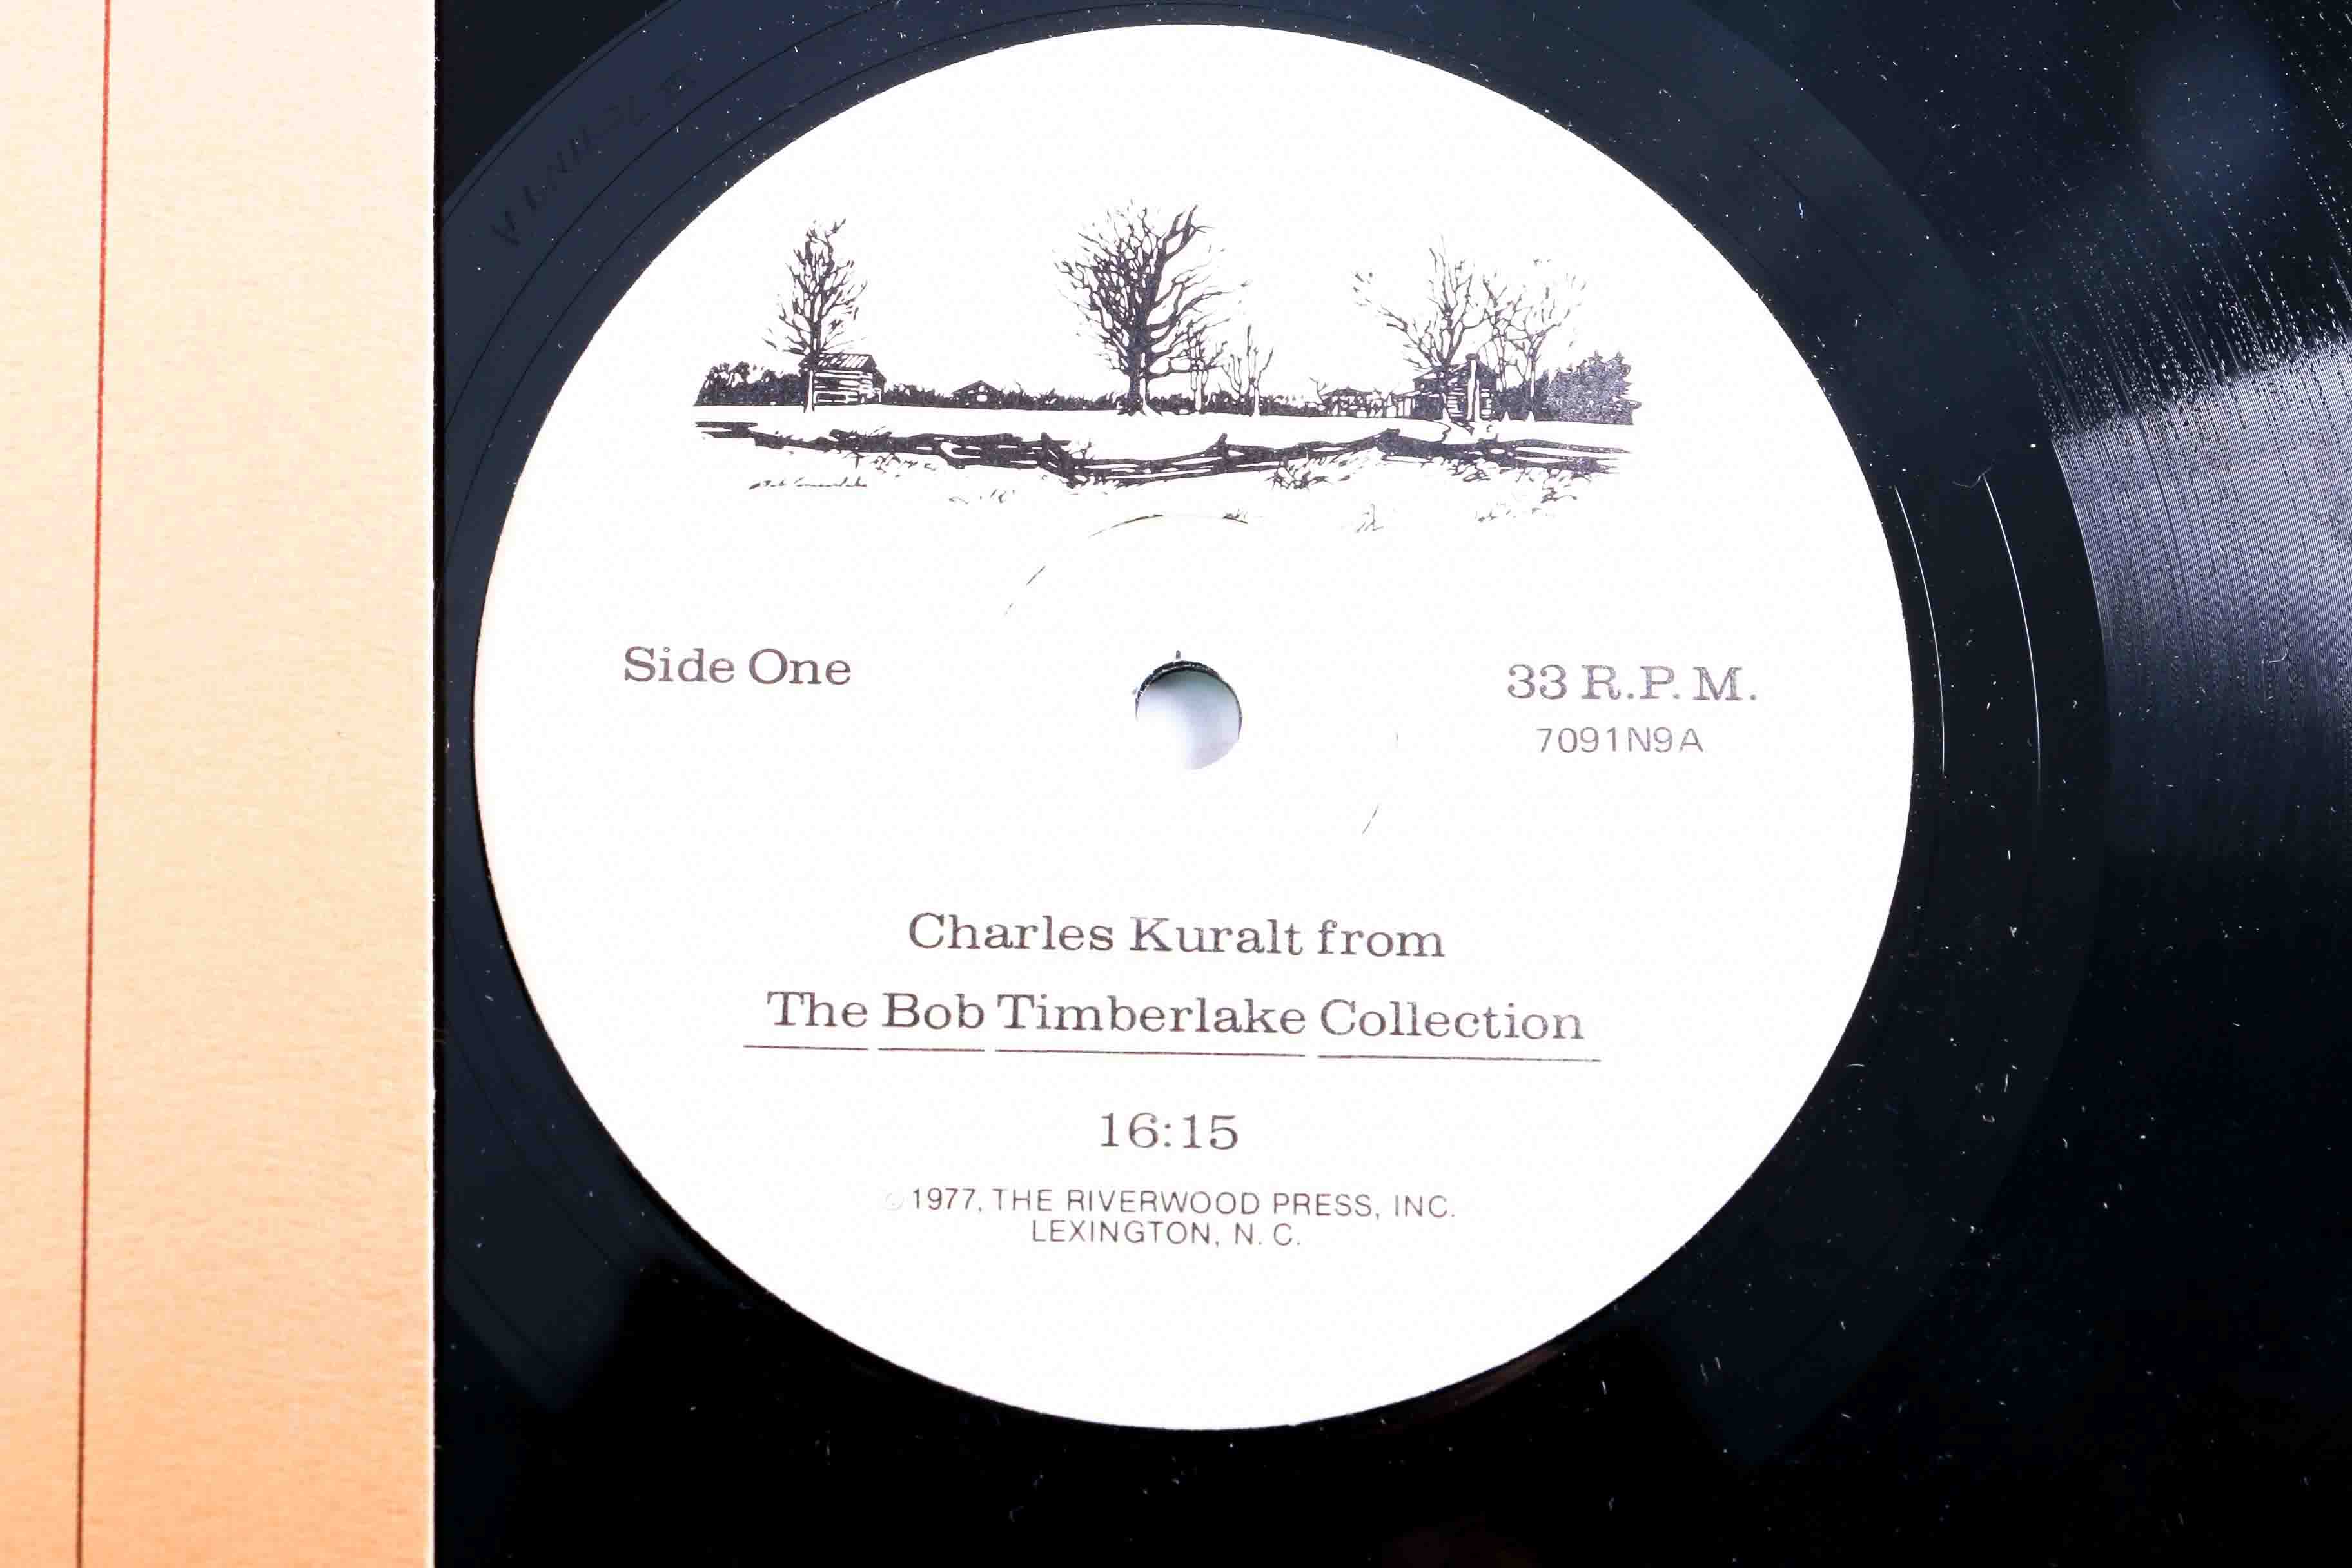 Side One
33 R.P.M.
7091N9A
Charles Kuralt from
The Bob Timberlake Collection
16:15
© 1977, THE RIVERWOOD PRESS, INC.
LEXINGTON, N. C.